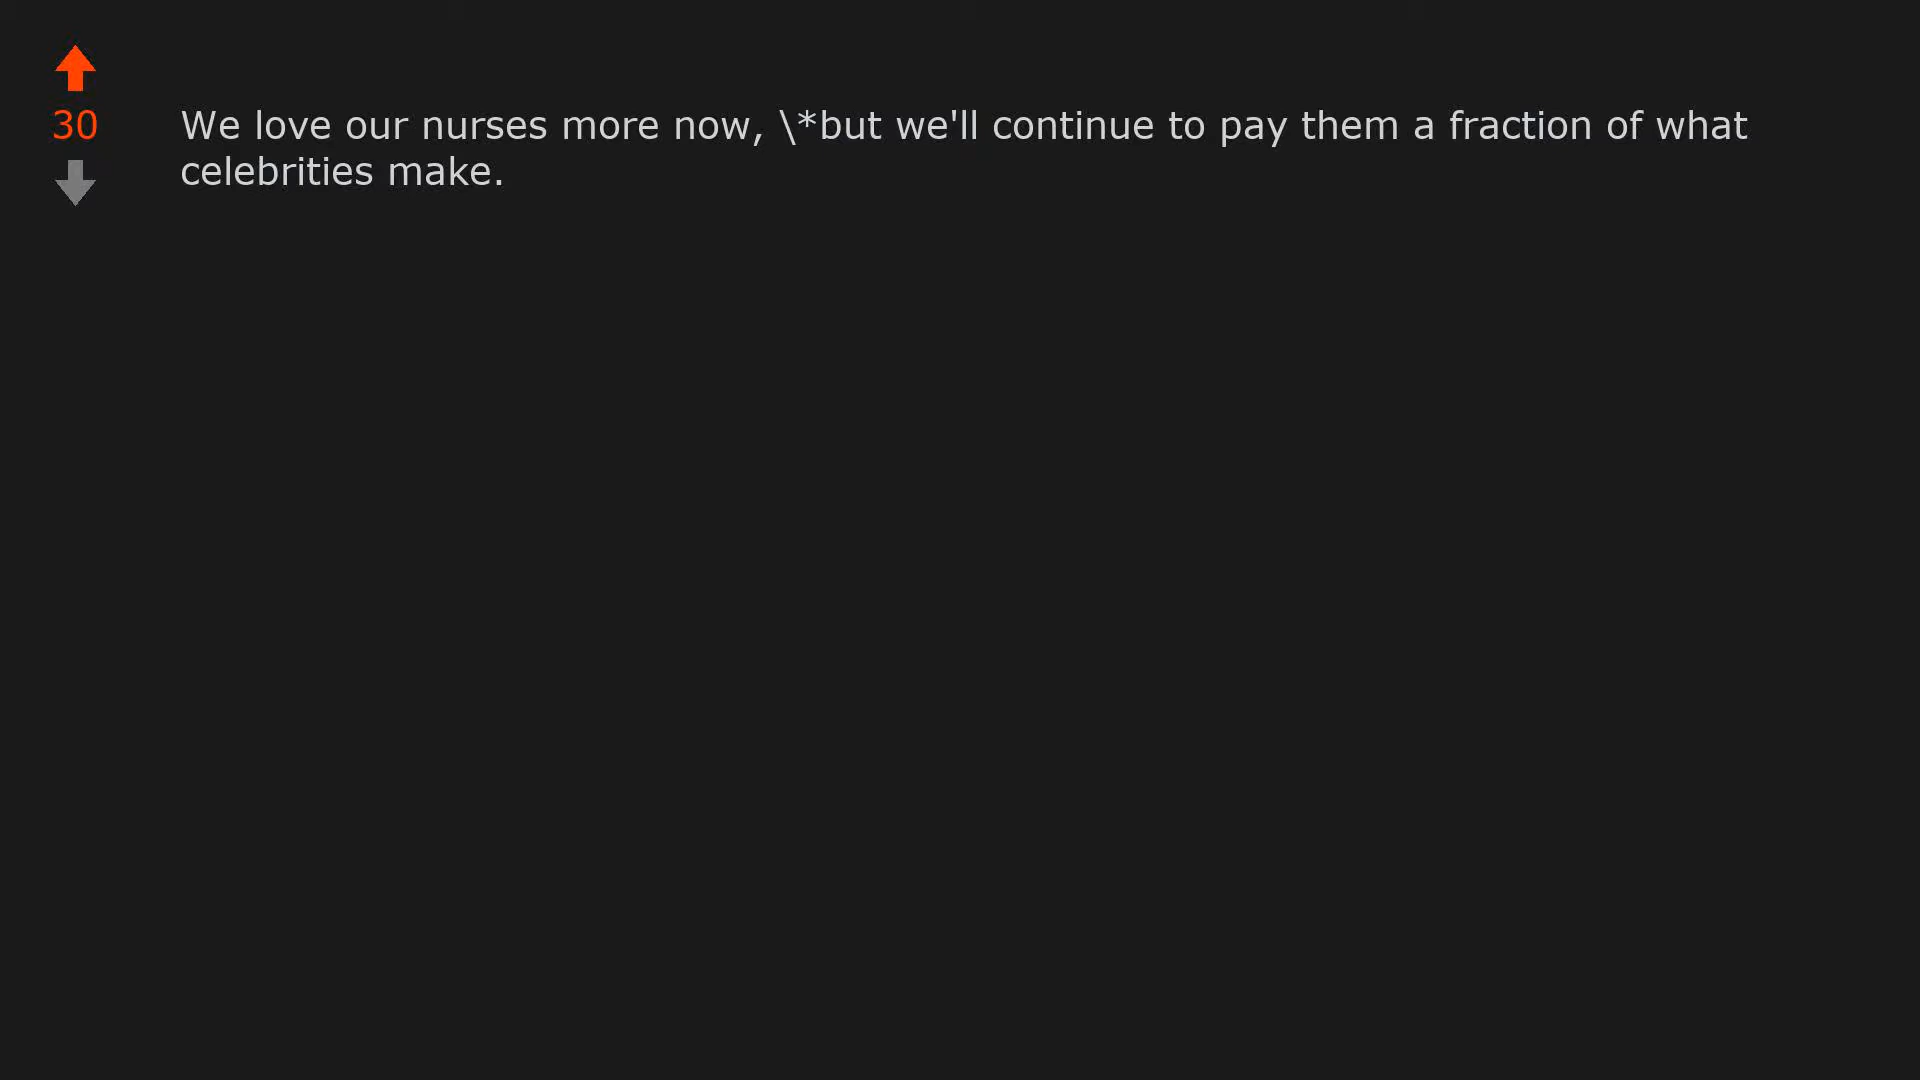 30
We love our nurses more now, \*but we'll continue to pay them a fraction of what
celebrities make.